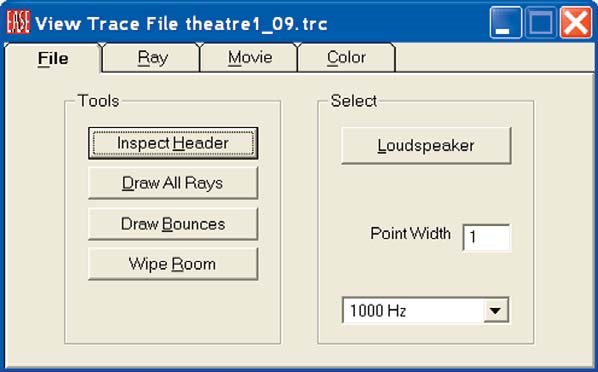 EASE View Trace File theatre1_09.trc
File Ray Movie Color
Tools
Inspect Header
Draw All Rays
Draw Bounces
Wipe Room
Select
Loudspeaker
Point Width 1
1000 Hz